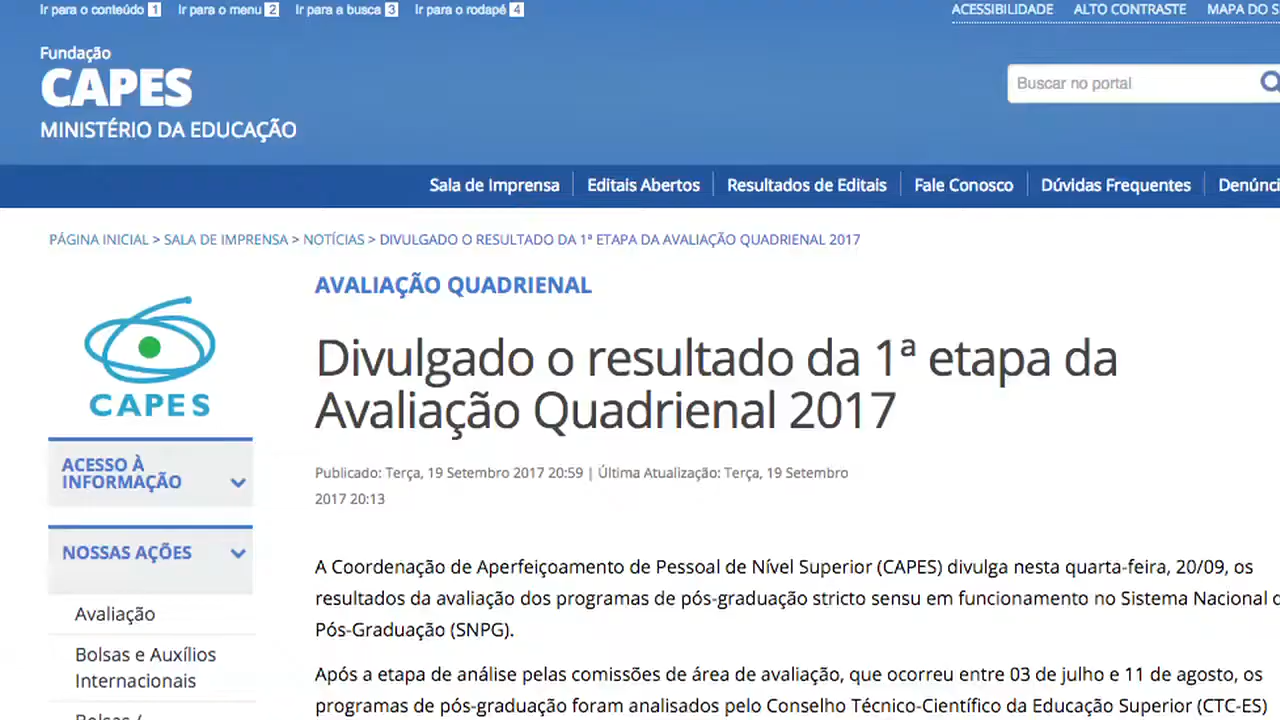 Ir para o conteúdo 1 Ir para o menu 2 Ir para a busca 3 Ir para o rodapé 4
ACESSIBILIDADE ALTO CONTRASTE MAPA DO S
Fundação
CAPES
MINISTÉRIO DA EDUCAÇÃO
Buscar no portal
Sala de Imprensa Editais Abertos Resultados de Editais Fale Conosco Dúvidas Frequentes Denúnci
PÁGINA INICIAL > SALA DE IMPRENSA > NOTÍCIAS > DIVULGADO O RESULTADO DA 1ª ETAPA DA AVALIAÇÃO QUADRIENAL 2017
CAPES
ACESSO À
INFORMAÇÃO
NOSSAS AÇÕES
Avaliação
Bolsas e Auxílios
Internacionais
Bolsas /
AVALIAÇÃO QUADRIENAL
Divulgado o resultado da 1ª etapa da
Avaliação Quadrienal 2017
Publicado: Terça, 19 Setembro 2017 20:59 | Última Atualização: Terça, 19 Setembro
2017 20:13
A Coordenação de Aperfeiçoamento de Pessoal de Nível Superior (CAPES) divulga nesta quarta-feira, 20/09, os
resultados da avaliação dos programas de pós-graduação stricto sensu em funcionamento no Sistema Nacional d
Pós-Graduação (SNPG).
Após a etapa de análise pelas comissões de área de avaliação, que ocorreu entre 03 de julho e 11 de agosto, os
programas de pós-graduação foram analisados pelo Conselho Técnico-Científico da Educação Superior (CTC-ES)